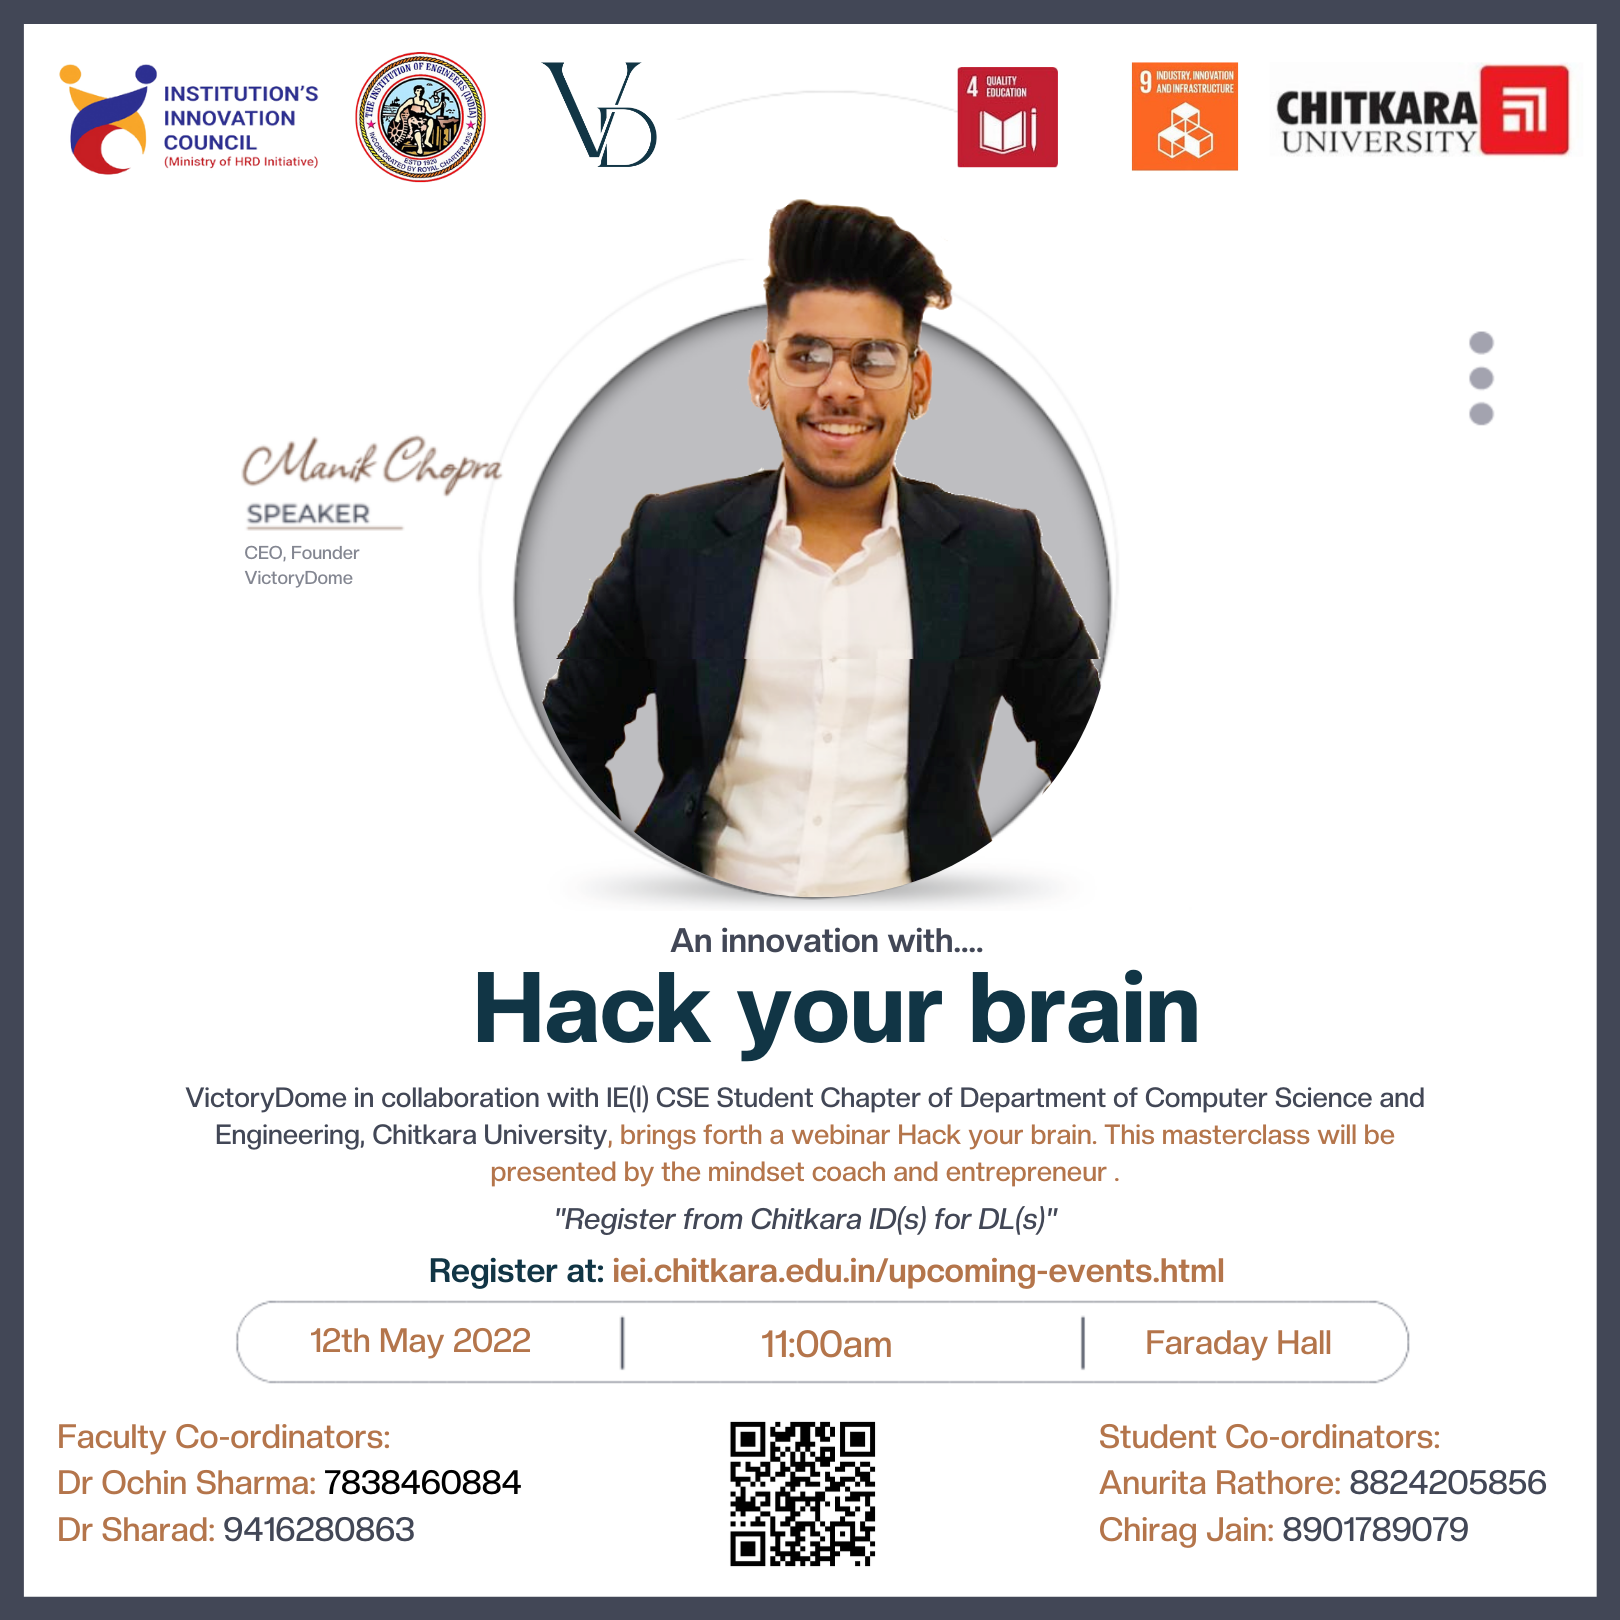 INSTITUTION'S
INNOVATION
COUNCIL
(Ministry of HRD Initiative)
THE INSTITUTION OF ENGINEERS (INDIA)
ESTD 1920
INCORPORATED BY ROYAL CHARTER 1935
VD
4 QUALITY
EDUCATION
9 INDUSTRY, INNOVATION
AND INFRASTRUCTURE
CHITKARA
UNIVERSITY
Manik Chopra
SPEAKER
CEO, Founder
VictoryDome
An innovation with....
Hack your brain
VictoryDome in collaboration with IE(I) CSE Student Chapter of Department of Computer Science and
Engineering, Chitkara University, brings forth a webinar Hack your brain. This masterclass will be
presented by the mindset coach and entrepreneur .
"Register from Chitkara ID(s) for DL(s)"
Register at: iei.chitkara.edu.in/upcoming-events.html
12th May 2022 | 11:00am | Faraday Hall
Faculty Co-ordinators:
Dr Ochin Sharma: 7838460884
Dr Sharad: 9416280863
Student Co-ordinators:
Anurita Rathore: 8824205856
Chirag Jain: 8901789079